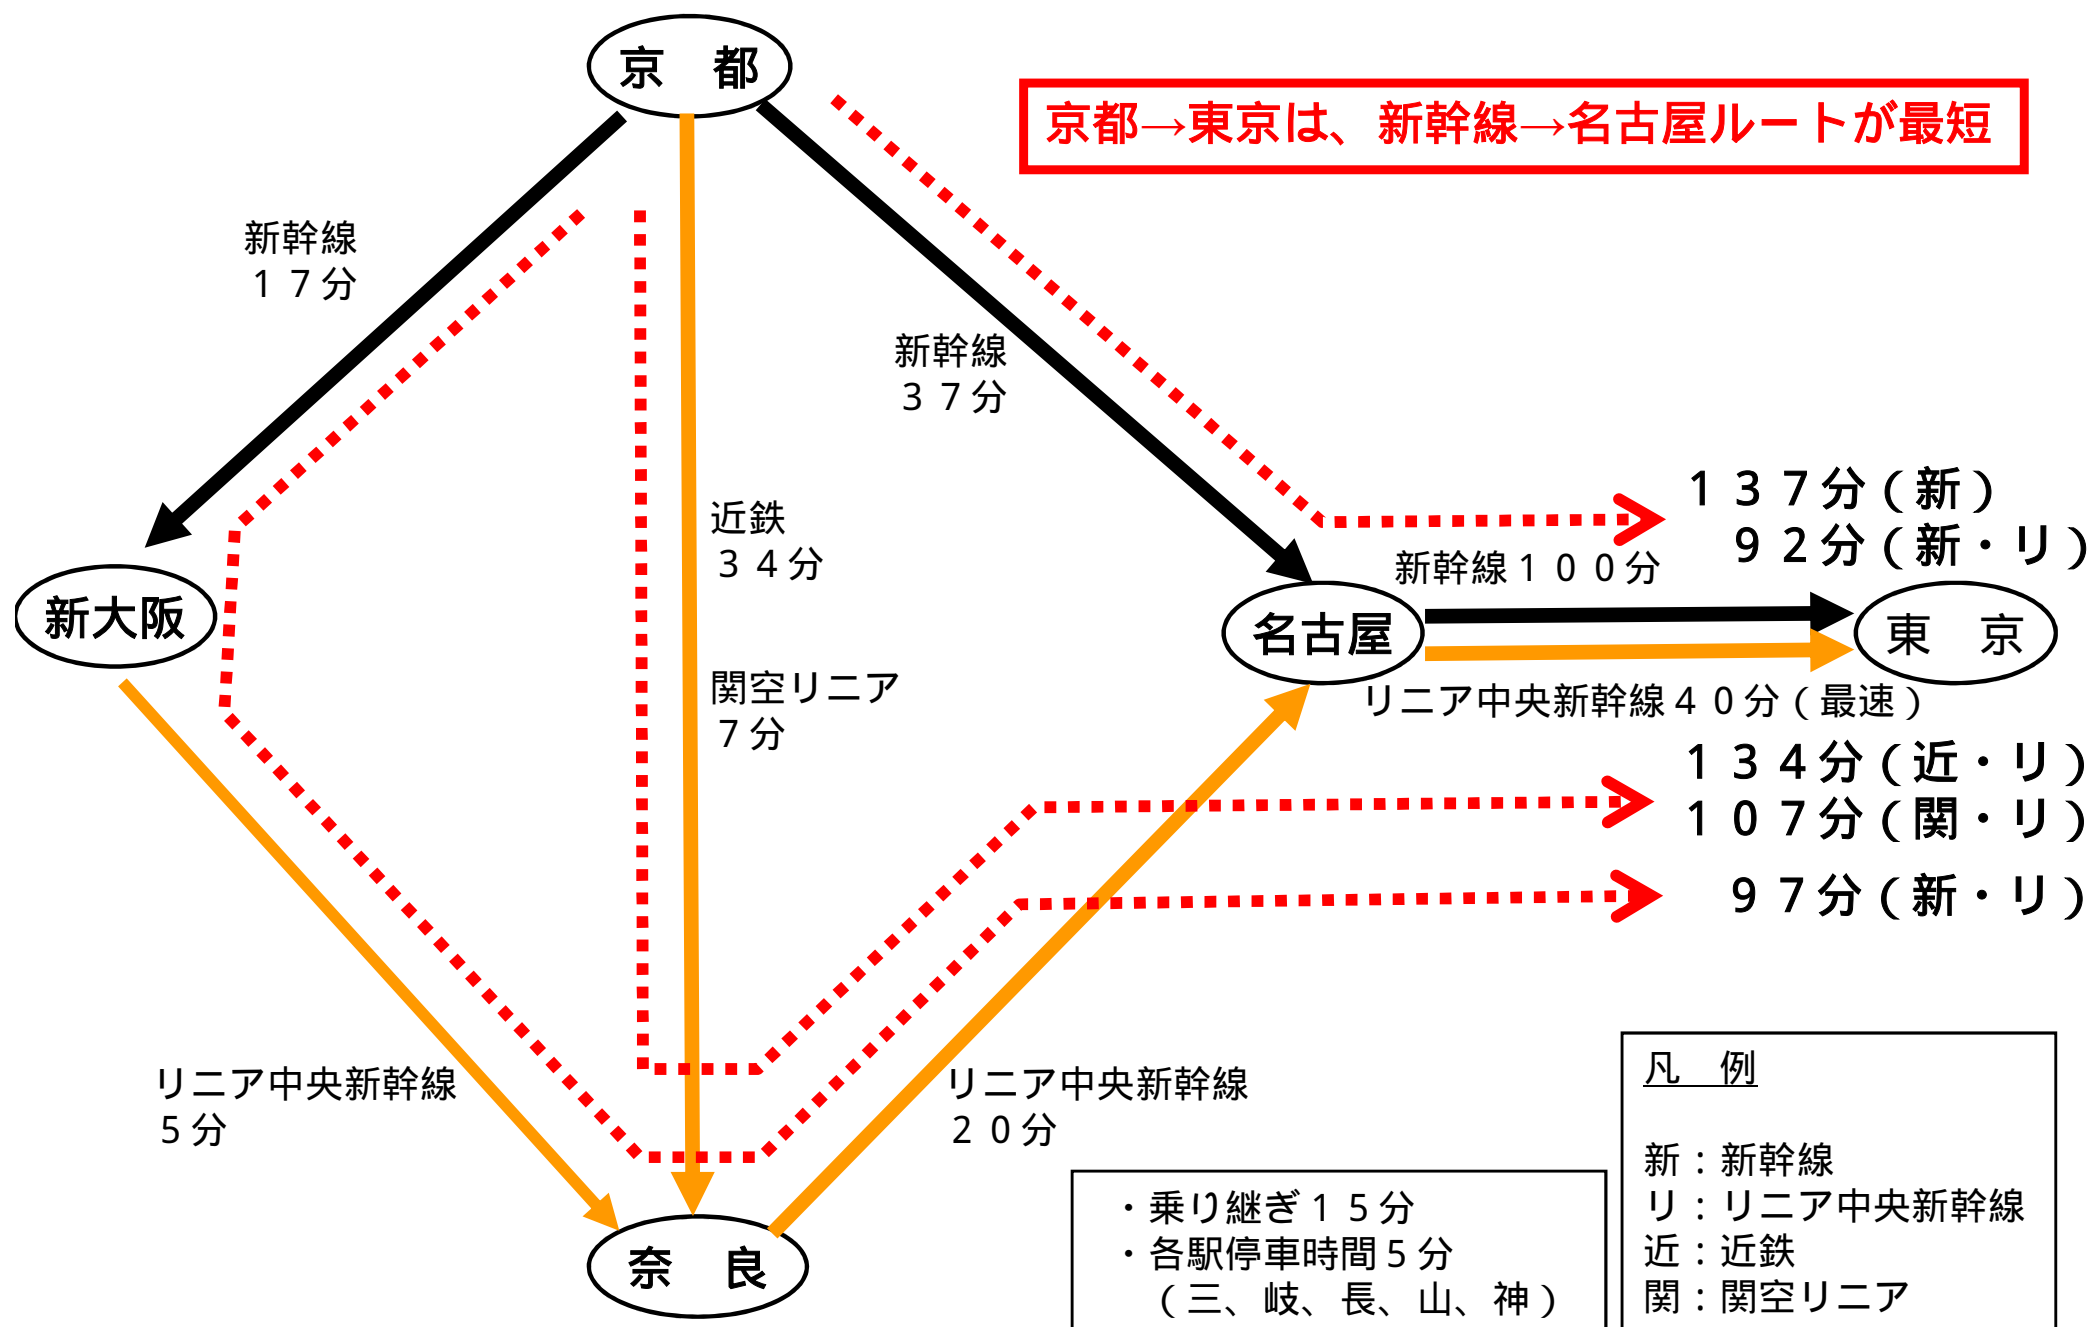 京　都
京都→東京は、新幹線→名古屋ルートが最短
新幹線
１７分
新幹線
３７分
近鉄
３４分
関空リニア
７分
新大阪
名古屋
東　京
新幹線１００分
リニア中央新幹線４０分（最速）
１３７分（新）
９２分（新・リ）
１３４分（近・リ）
１０７分（関・リ）
９７分（新・リ）
リニア中央新幹線
５分
リニア中央新幹線
２０分
奈　良
・乗り継ぎ１５分
・各駅停車時間５分
（三、岐、長、山、神）
凡　例
新：新幹線
リ：リニア中央新幹線
近：近鉄
関：関空リニア